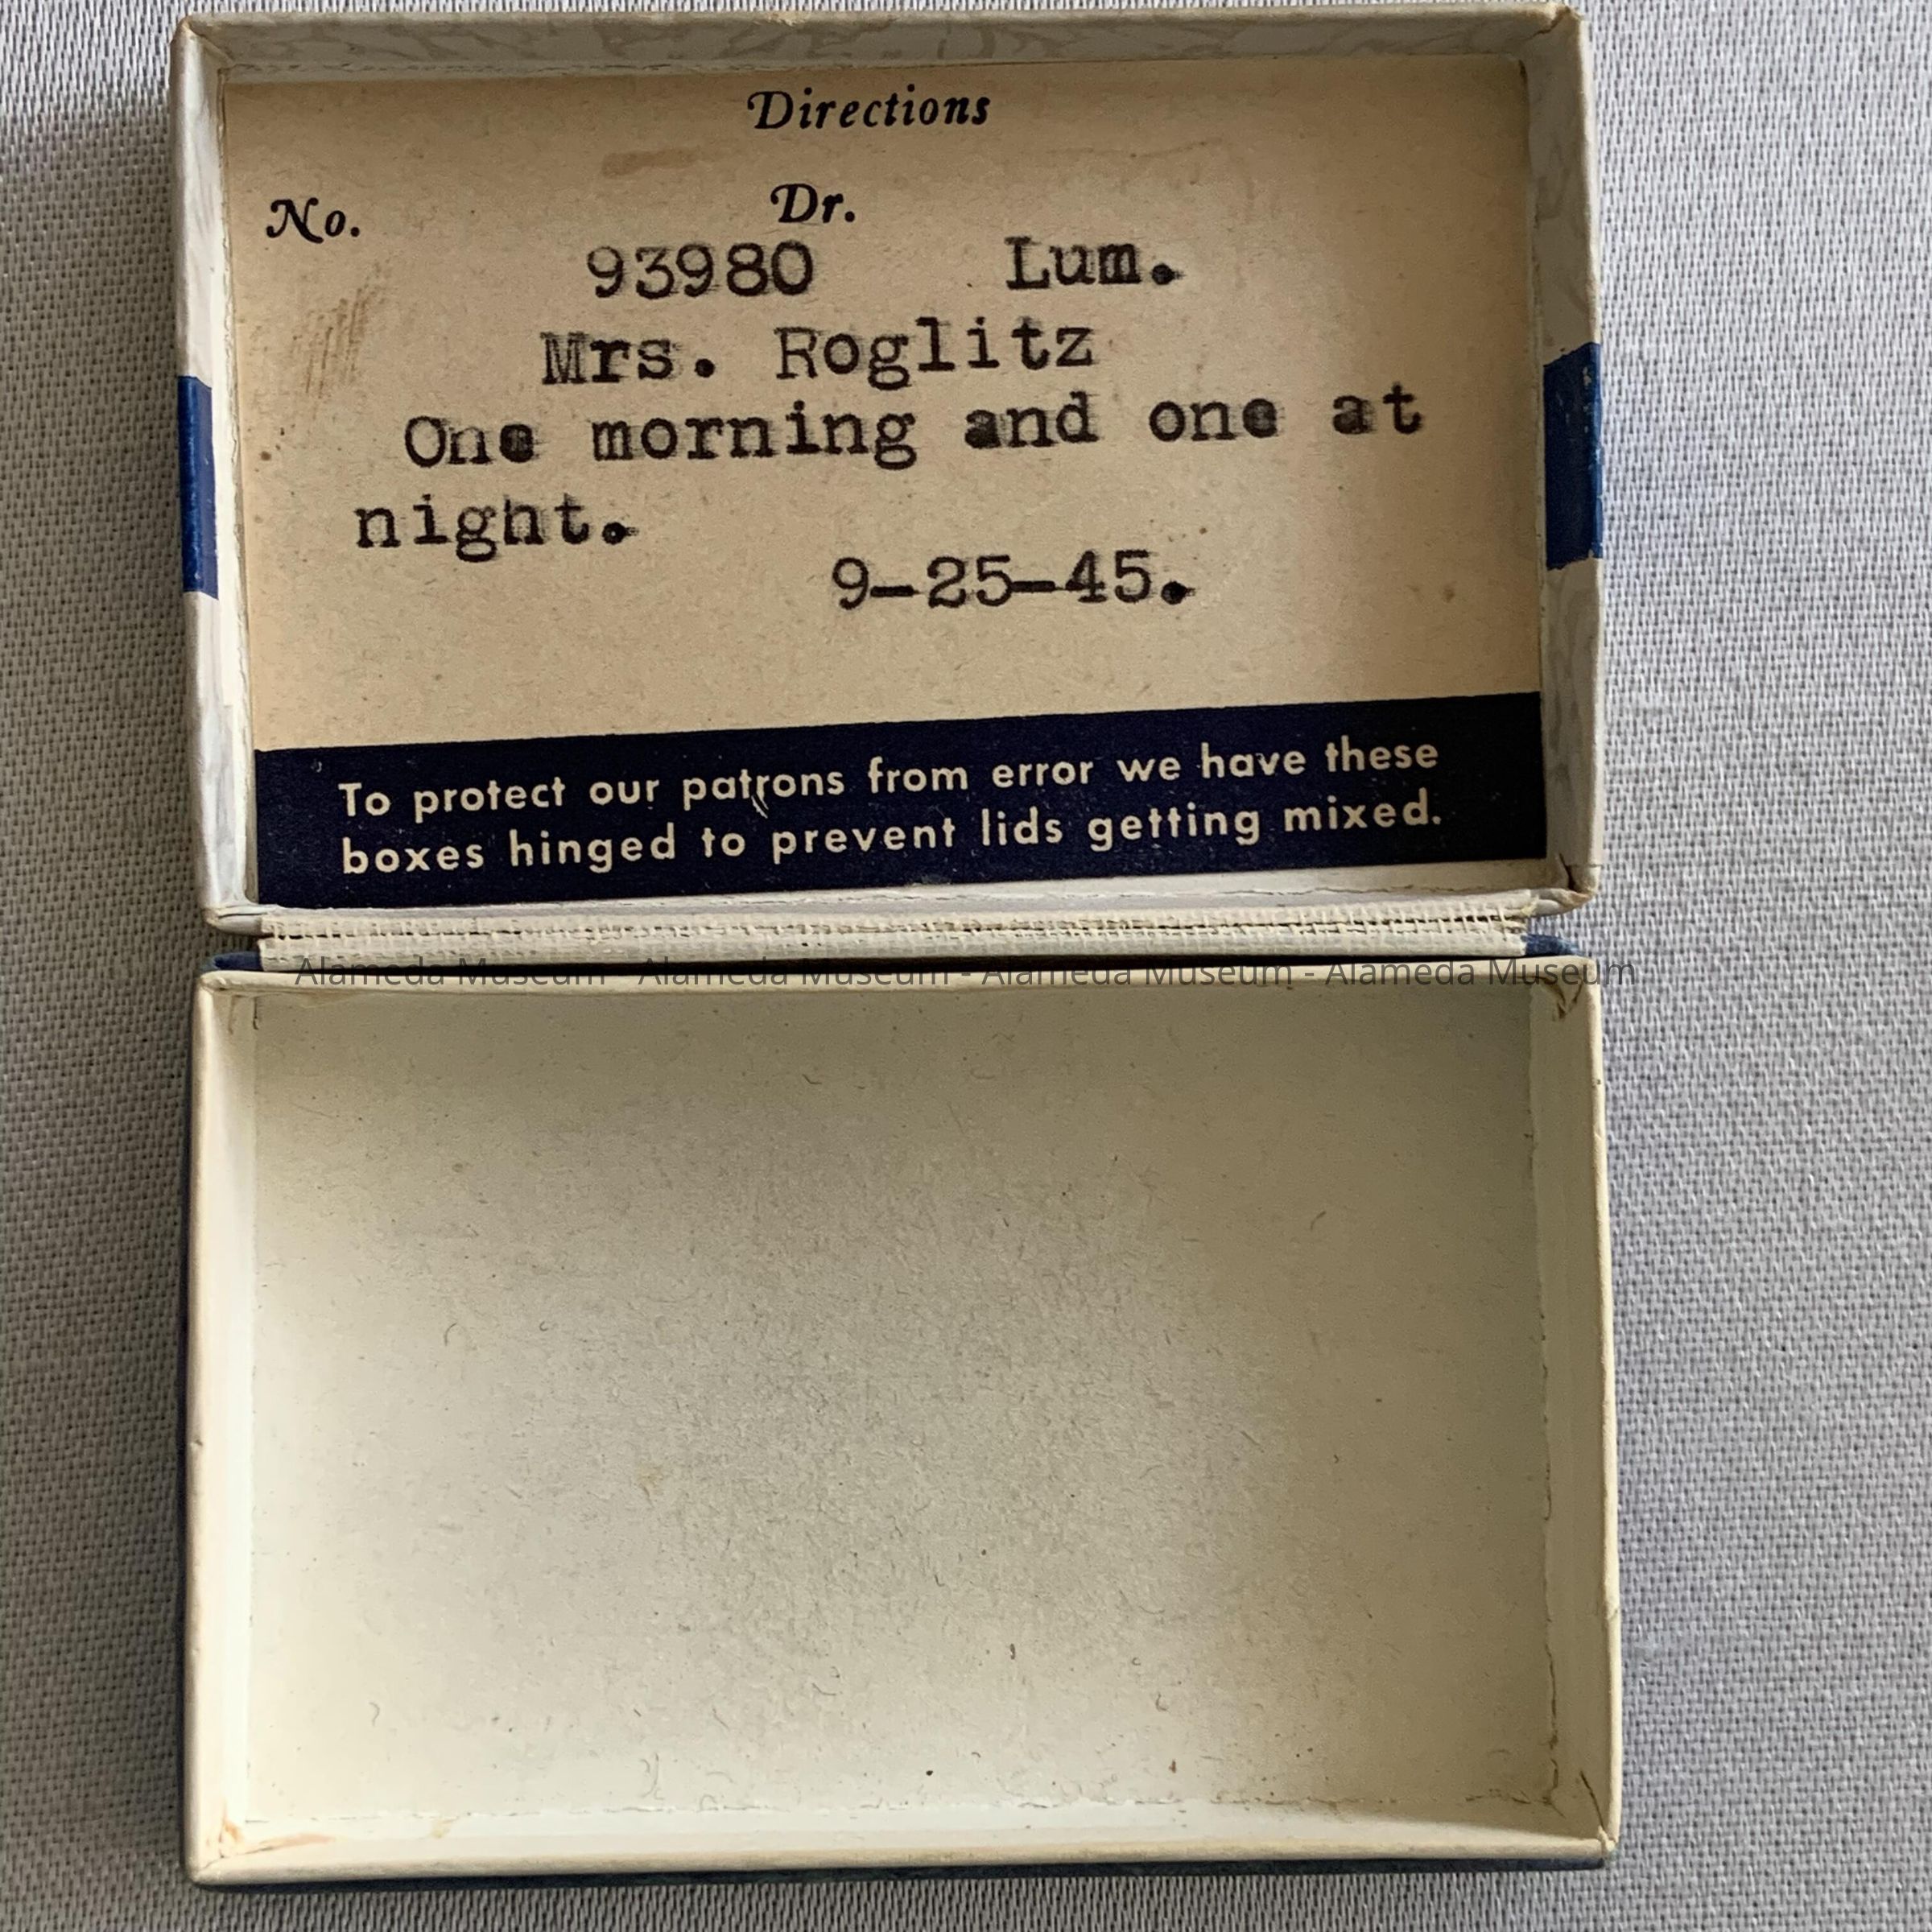 Directions
No. Dr.
93980 Lum.
Mrs. Roglitz
One morning and one at
night.
9-25-45.
To protect our patrons from error we have these
boxes hinged to prevent lids getting mixed.
Alameda Museum - Alameda Museum - Alameda Museum - Alameda Museum